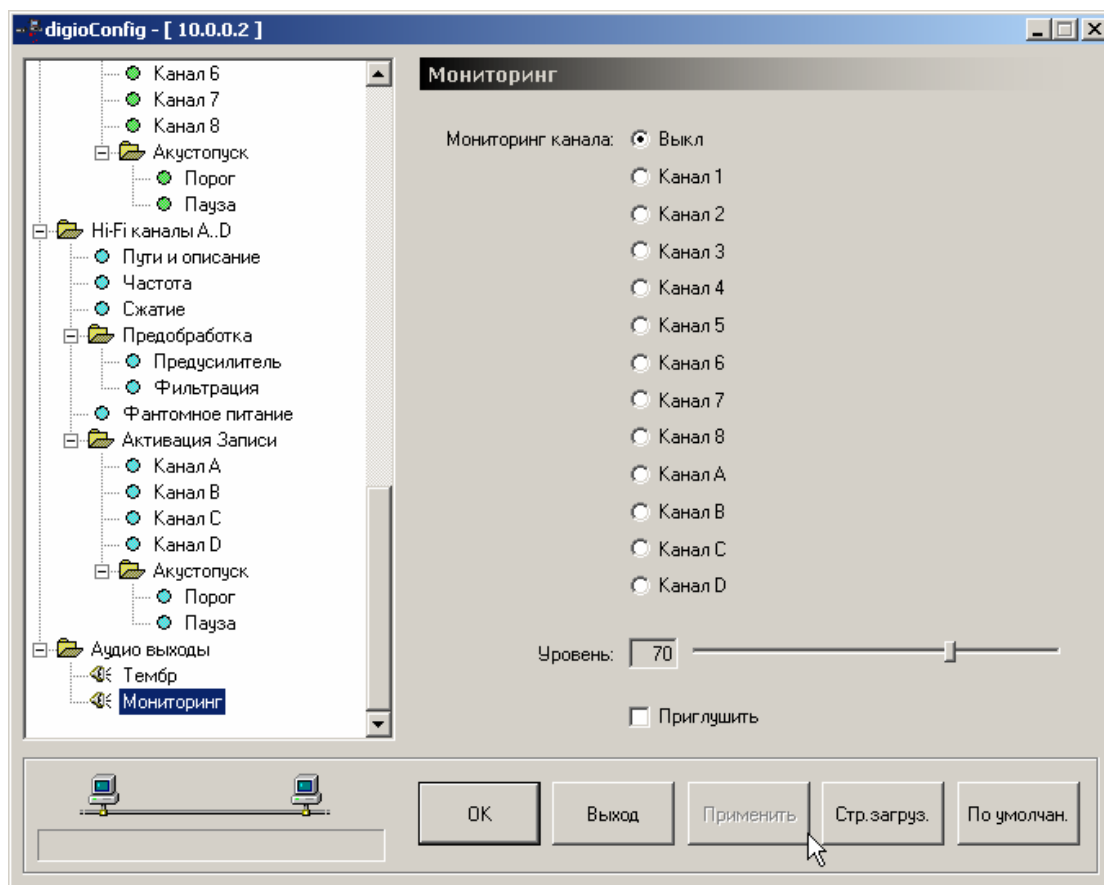 digioConfig - [ 10.0.0.2 ]
Канал 6
Канал 7
Канал 8
Акустопуск
Порог
Пауза
Hi-Fi каналы A..D
Пути и описание
Частота
Сжатие
Предобработка
Предусилитель
Фильтрация
Фантомное питание
Активация Записи
Канал A
Канал B
Канал C
Канал D
Акустопуск
Порог
Пауза
Аудио выходы
Тембр
Мониторинг
Мониторинг
Мониторинг канала:
Выкл
Канал 1
Канал 2
Канал 3
Канал 4
Канал 5
Канал 6
Канал 7
Канал 8
Канал A
Канал B
Канал C
Канал D
Уровень: 70
Приглушить
OK
Выход
Применить
Стр.загруз.
По умолчан.